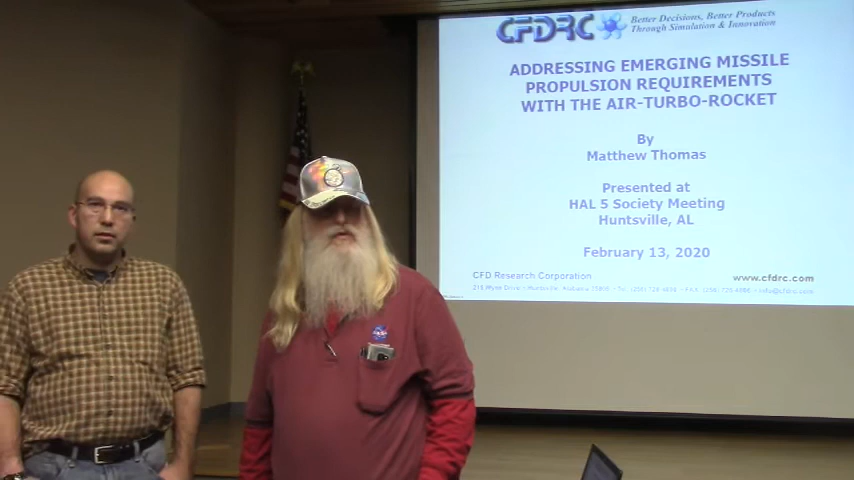 CFDRC
Better Decisions, Better Products
Through Simulation & Innovation
ADDRESSING EMERGING MISSILE
PROPULSION REQUIREMENTS
WITH THE AIR-TURBO-ROCKET
By
Matthew Thomas
Presented at
HAL 5 Society Meeting
Huntsville, AL
February 13, 2020
CFD Research Corporation
www.cfdrc.com
NASA